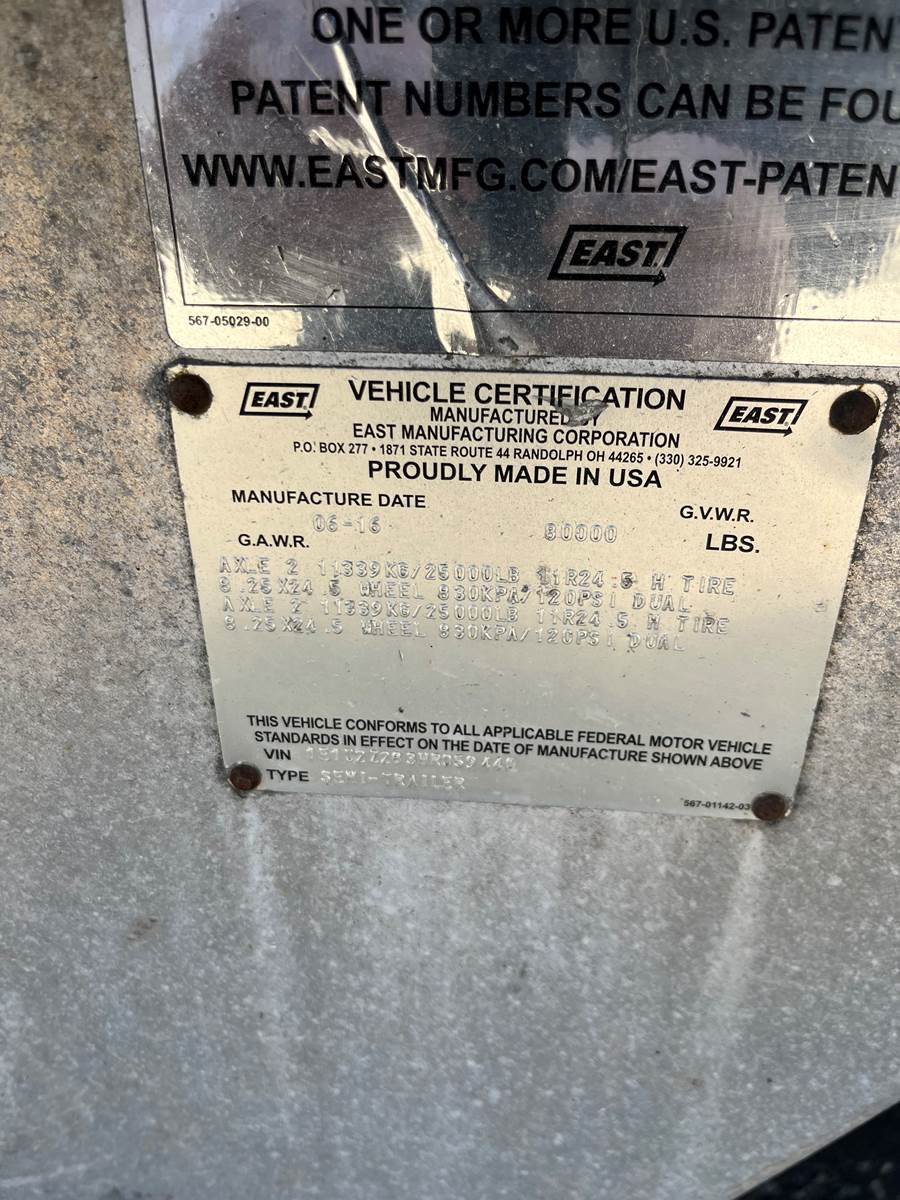 ONE OR MORE U.S. PATEN
PATENT NUMBERS CAN BE FOU
WWW.EASTMFG.COM/EAST-PATEN
EAST
567-05029-00
EAST VEHICLE CERTIFICATION EAST
MANUFACTURED BY
EAST MANUFACTURING CORPORATION
P.O. BOX 277 • 1871 STATE ROUTE 44 RANDOLPH OH 44265 • (330) 325-9921
PROUDLY MADE IN USA
MANUFACTURE DATE G.V.W.R.
06-16 80000 LBS.
G.A.W.R.
AXLE 2 11339KG/25000LB 11R24.5 H TIRE
8.25X24.5 WHEEL 830KPA/120PSI DUAL
AXLE 2 11339KG/25000LB 11R24.5 H TIRE
8.25X24.5 WHEEL 830KPA/120PSI DUAL
THIS VEHICLE CONFORMS TO ALL APPLICABLE FEDERAL MOTOR VEHICLE
STANDARDS IN EFFECT ON THE DATE OF MANUFACTURE SHOWN ABOVE
VIN
TYPE SEMI-TRAILER
567-01142-03